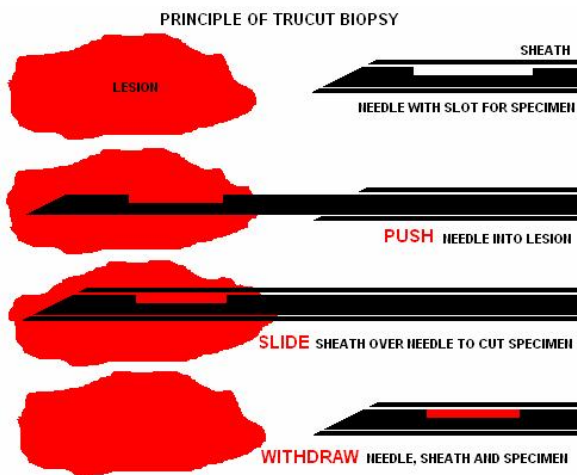 PRINCIPLE OF TRUCUT BIOPSY
SHEATH
LESION
NEEDLE WITH SLOT FOR SPECIMEN
PUSH NEEDLE INTO LESION
SLIDE SHEATH OVER NEEDLE TO CUT SPECIMEN
WITHDRAW NEEDLE, SHEATH AND SPECIMEN